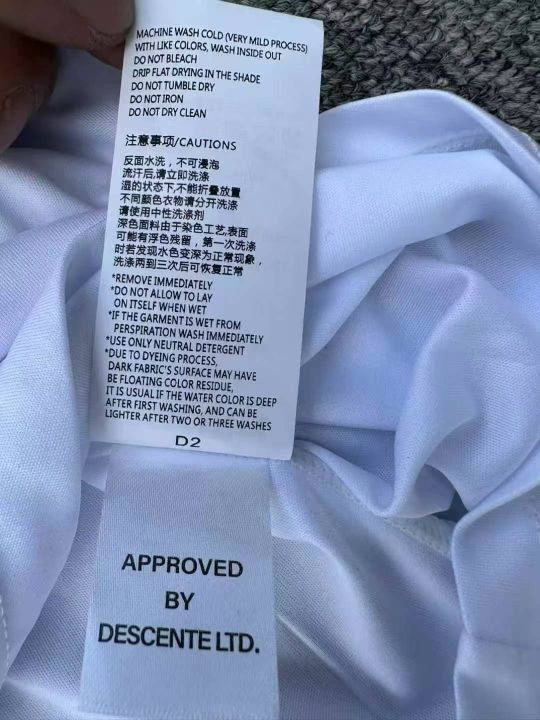 MACHINE WASH COLD (VERY MILD PROCESS)
WITH LIKE COLORS, WASH INSIDE OUT
DO NOT BLEACH
DRIP FLAT DRYING IN THE SHADE
DO NOT TUMBLE DRY
DO NOT IRON
DO NOT DRY CLEAN
注意事项/CAUTIONS
反面水洗，不可浸泡
流汗后,请立即洗涤
湿的状态下,不能折叠放置
不同颜色衣物请分开洗涤
请使用中性洗涤剂
深色面料由于染色工艺,表面
可能有浮色残留，第一次洗涤
时若发现水色变深为正常现象，
洗涤两到三次后可恢复正常
*REMOVE IMMEDIATELY
*DO NOT ALLOW TO LAY
ON ITSELF WHEN WET
*IF THE GARMENT IS WET FROM
PERSPIRATION WASH IMMEDIATELY
*USE ONLY NEUTRAL DETERGENT
*DUE TO DYEING PROCESS,
DARK FABRIC'S SURFACE MAY HAVE
BE FLOATING COLOR RESIDUE,
IT IS USUAL IF THE WATER COLOR IS DEEP
AFTER FIRST WASHING, AND CAN BE
LIGHTER AFTER TWO OR THREE WASHES
D2
APPROVED
BY
DESCENTE LTD.